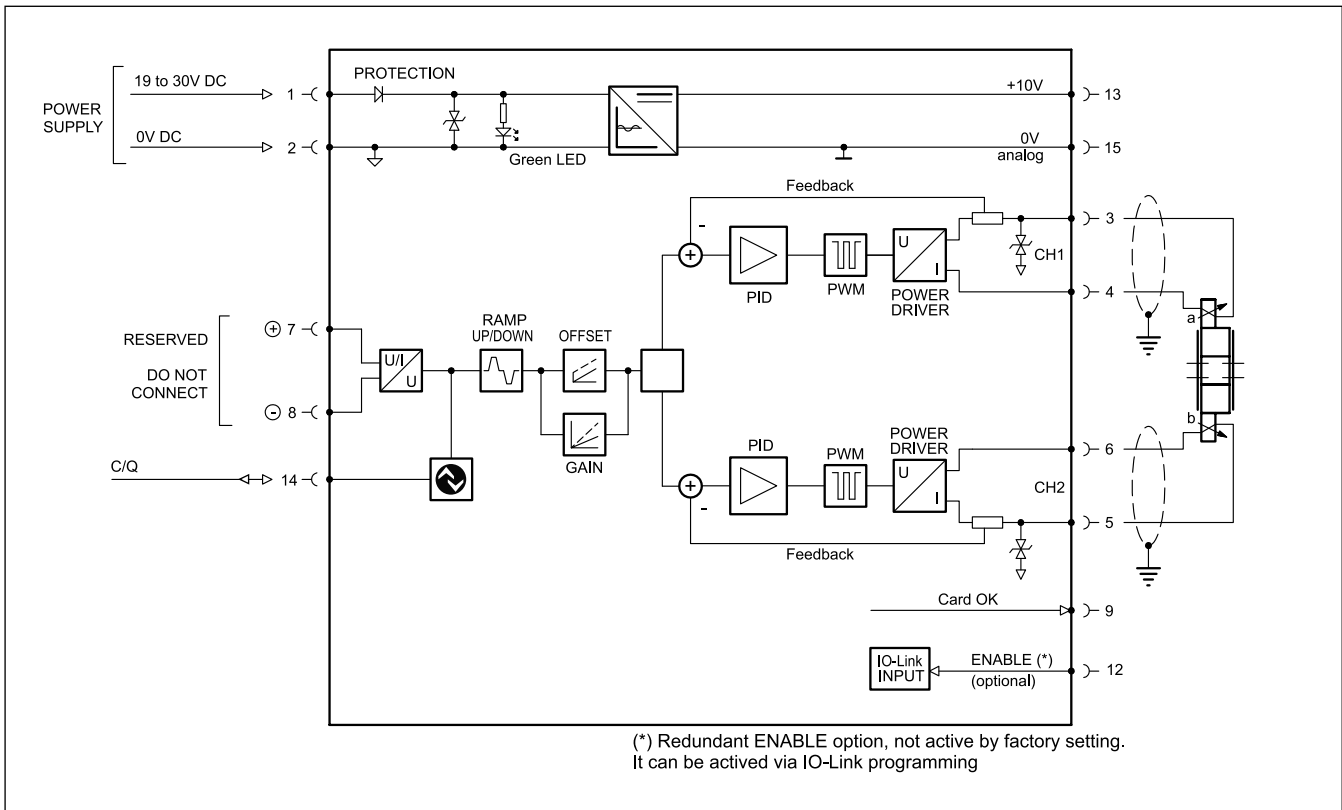 POWER
SUPPLY
19 to 30V DC
1
0V DC
2
PROTECTION
Green LED
+10V
13
0V
analog
15
RESERVED
DO NOT
CONNECT
+ 7
- 8
C/Q
14
U/I
U
RAMP
UP/DOWN
OFFSET
GAIN
Feedback
-
+
PID
PWM
U
I
POWER
DRIVER
CH1
3
4
a
b
+
-
PID
PWM
POWER
DRIVER
U
I
CH2
6
5
Feedback
Card OK
9
IO-Link
INPUT
ENABLE (*)
(optional)
12
(*) Redundant ENABLE option, not active by factory setting.
It can be actived via IO-Link programming